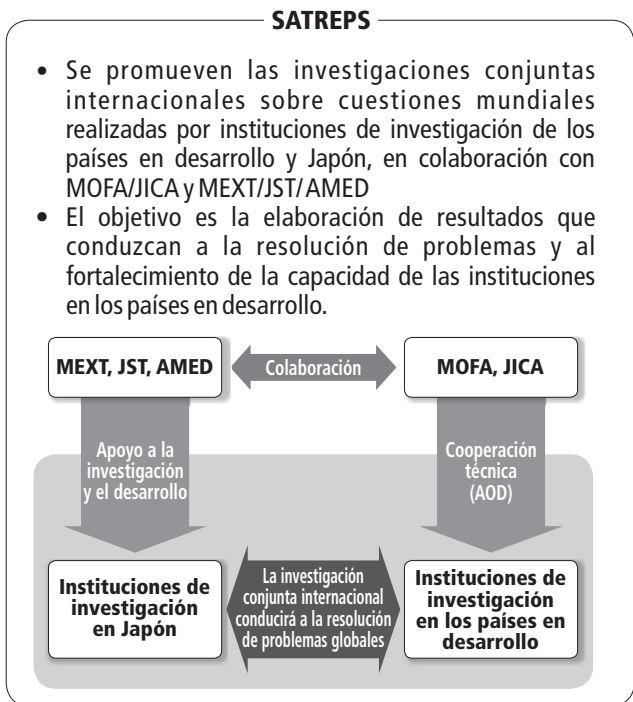 SATREPS
• Se promueven las investigaciones conjuntas
internacionales sobre cuestiones mundiales
realizadas por instituciones de investigación de los
países en desarrollo y Japón, en colaboración con
MOFA/JICA y MEXT/JST/ AMED
• El objetivo es la elaboración de resultados que
conduzcan a la resolución de problemas y al
fortalecimiento de la capacidad de las instituciones
en los países en desarrollo.
MEXT, JST, AMED
Colaboración
MOFA, JICA
Apoyo a la
investigación
y el desarrollo
Cooperación
técnica
(AOD)
Instituciones de
investigación
en Japón
La investigación
conjunta internacional
conducirá a la resolución
de problemas globales
Instituciones de
investigación
en los países en
desarrollo